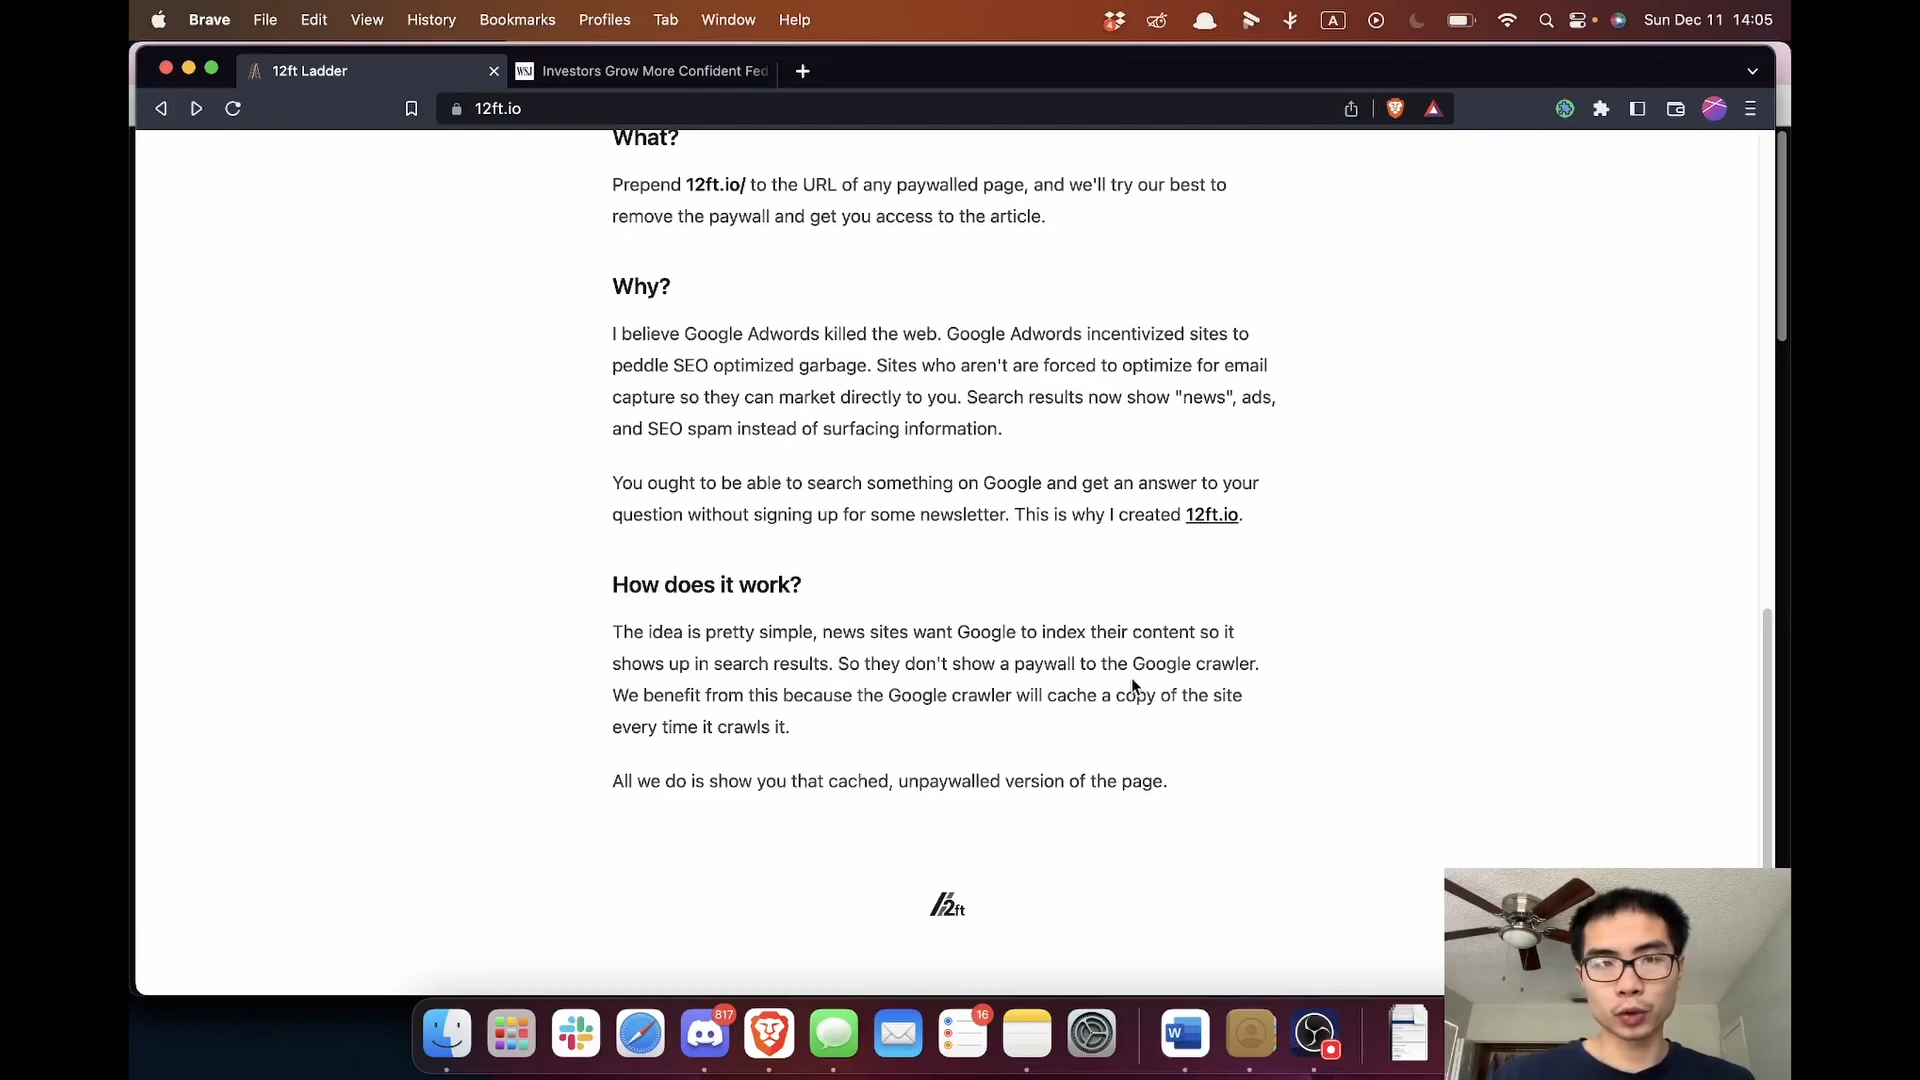 Brave File Edit View History Bookmarks Profiles Tab Window Help
4
A
Sun Dec 11 14:05
12ft Ladder
WSJ Investors Grow More Confident Fed
12ft.io
What?
Prepend 12ft.io/ to the URL of any paywalled page, and we'll try our best to
remove the paywall and get you access to the article.
Why?
I believe Google Adwords killed the web. Google Adwords incentivized sites to
peddle SEO optimized garbage. Sites who aren't are forced to optimize for email
capture so they can market directly to you. Search results now show "news", ads,
and SEO spam instead of surfacing information.
You ought to be able to search something on Google and get an answer to your
question without signing up for some newsletter. This is why I created 12ft.io.
How does it work?
The idea is pretty simple, news sites want Google to index their content so it
shows up in search results. So they don't show a paywall to the Google crawler.
We benefit from this because the Google crawler will cache a copy of the site
every time it crawls it.
All we do is show you that cached, unpaywalled version of the page.
12ft
817
16
W